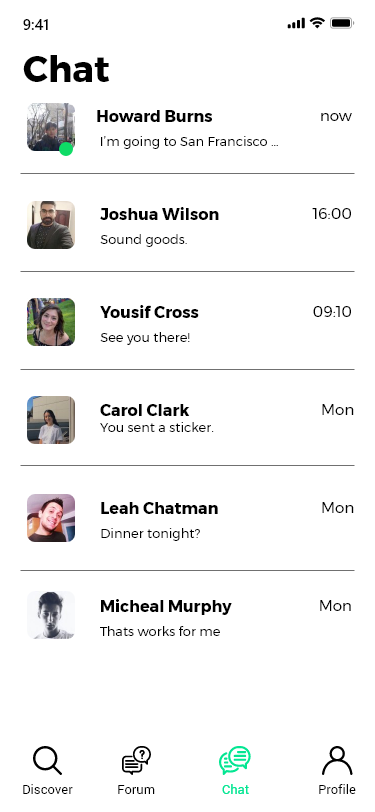 9:41
Chat
Howard Burns now
I'm going to San Francisco ...
Joshua Wilson 16:00
Sound goods.
Yousif Cross 09:10
See you there!
Carol Clark Mon
You sent a sticker.
Leah Chatman Mon
Dinner tonight?
Micheal Murphy Mon
Thats works for me
Discover Forum Chat Profile